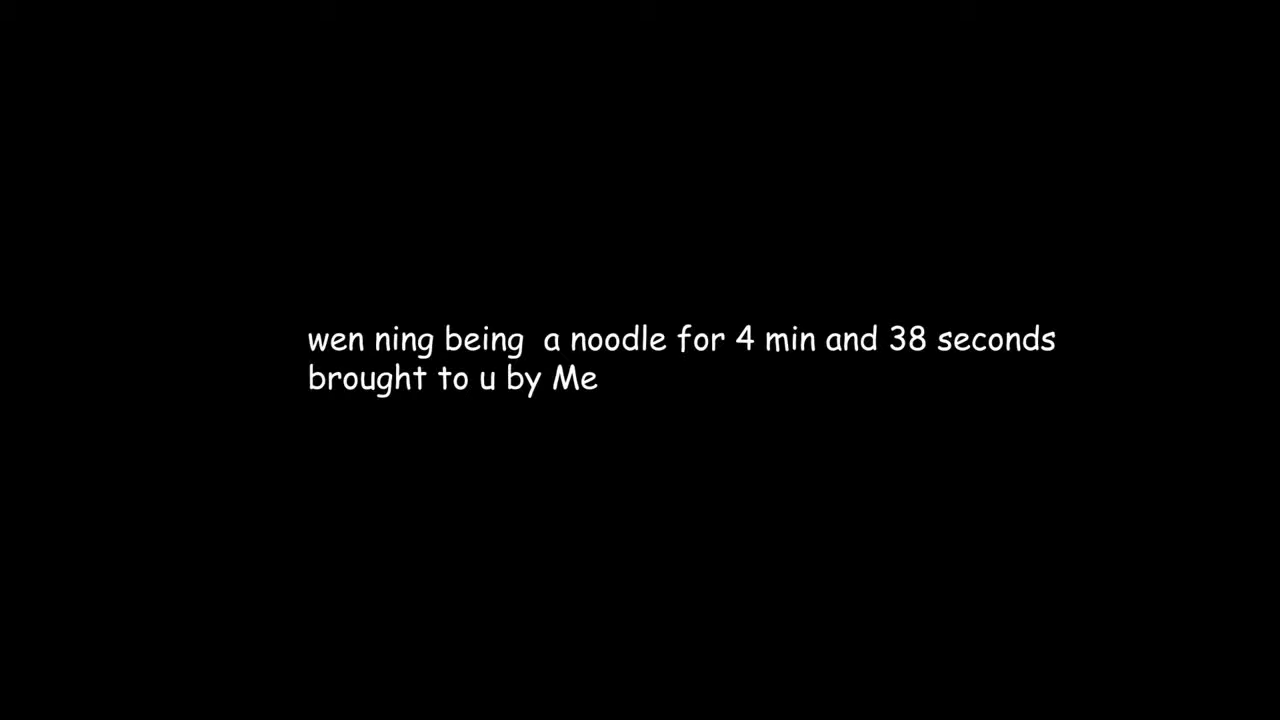 wen ning being  a noodle for 4 min and 38 seconds
brought to u by Me